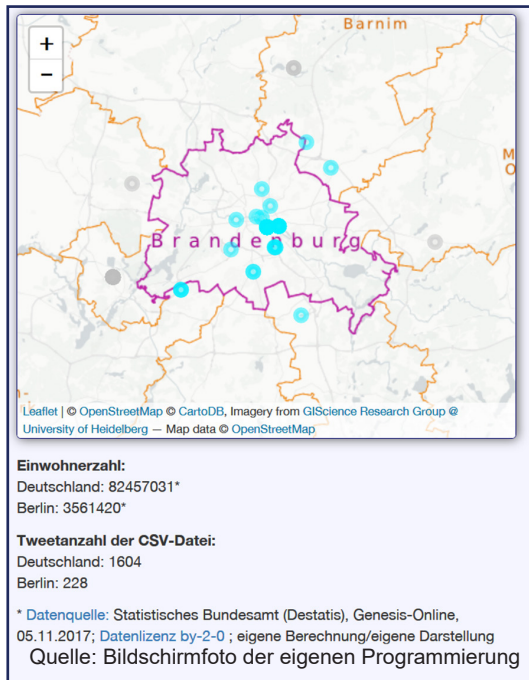 +
−
Barnim
M
O
Brandenburg
Leaflet | © OpenStreetMap © CartoDB, Imagery from GIScience Research Group @
University of Heidelberg — Map data © OpenStreetMap
Einwohnerzahl:
Deutschland: 82457031*
Berlin: 3561420*
Tweetanzahl der CSV-Datei:
Deutschland: 1604
Berlin: 228
* Datenquelle: Statistisches Bundesamt (Destatis), Genesis-Online,
05.11.2017; Datenlizenz by-2-0 ; eigene Berechnung/eigene Darstellung
Quelle: Bildschirmfoto der eigenen Programmierung